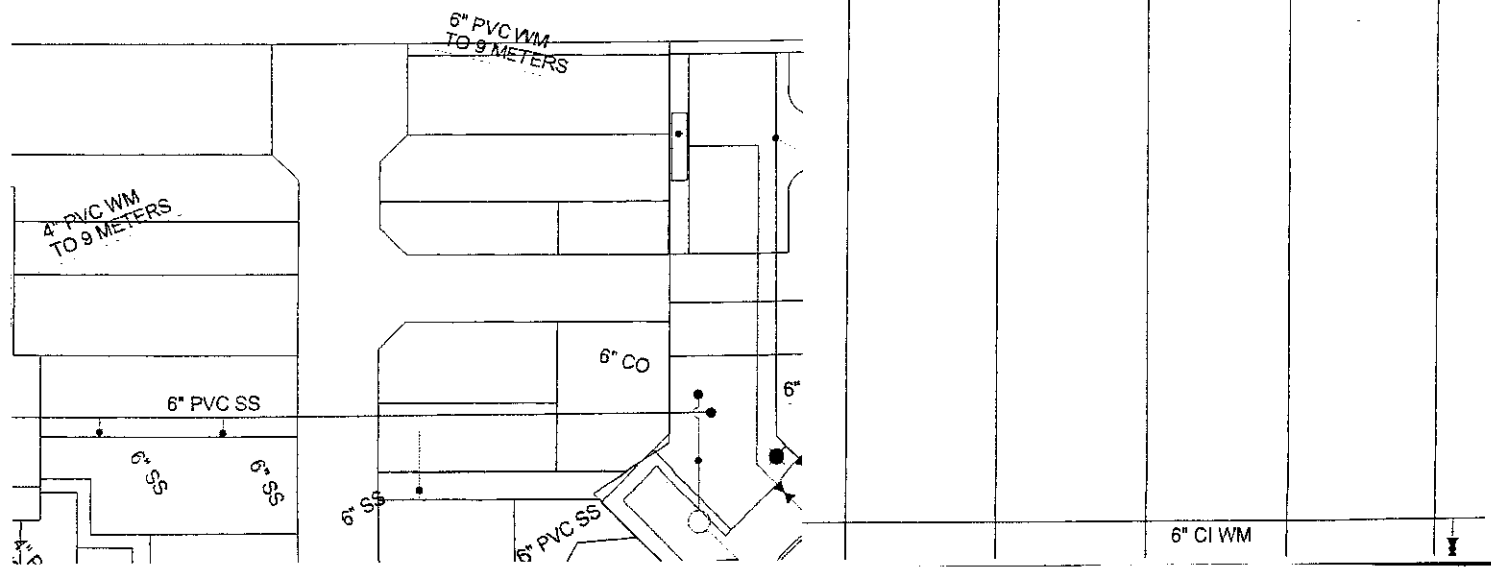 6" PVC WM
TO 9 METERS
4" PVC WM
TO 9 METERS
6" CO
6" PVC SS
6"
6" SS
6" SS
6" SS
6" PVC SS
6" CI WM
4" P